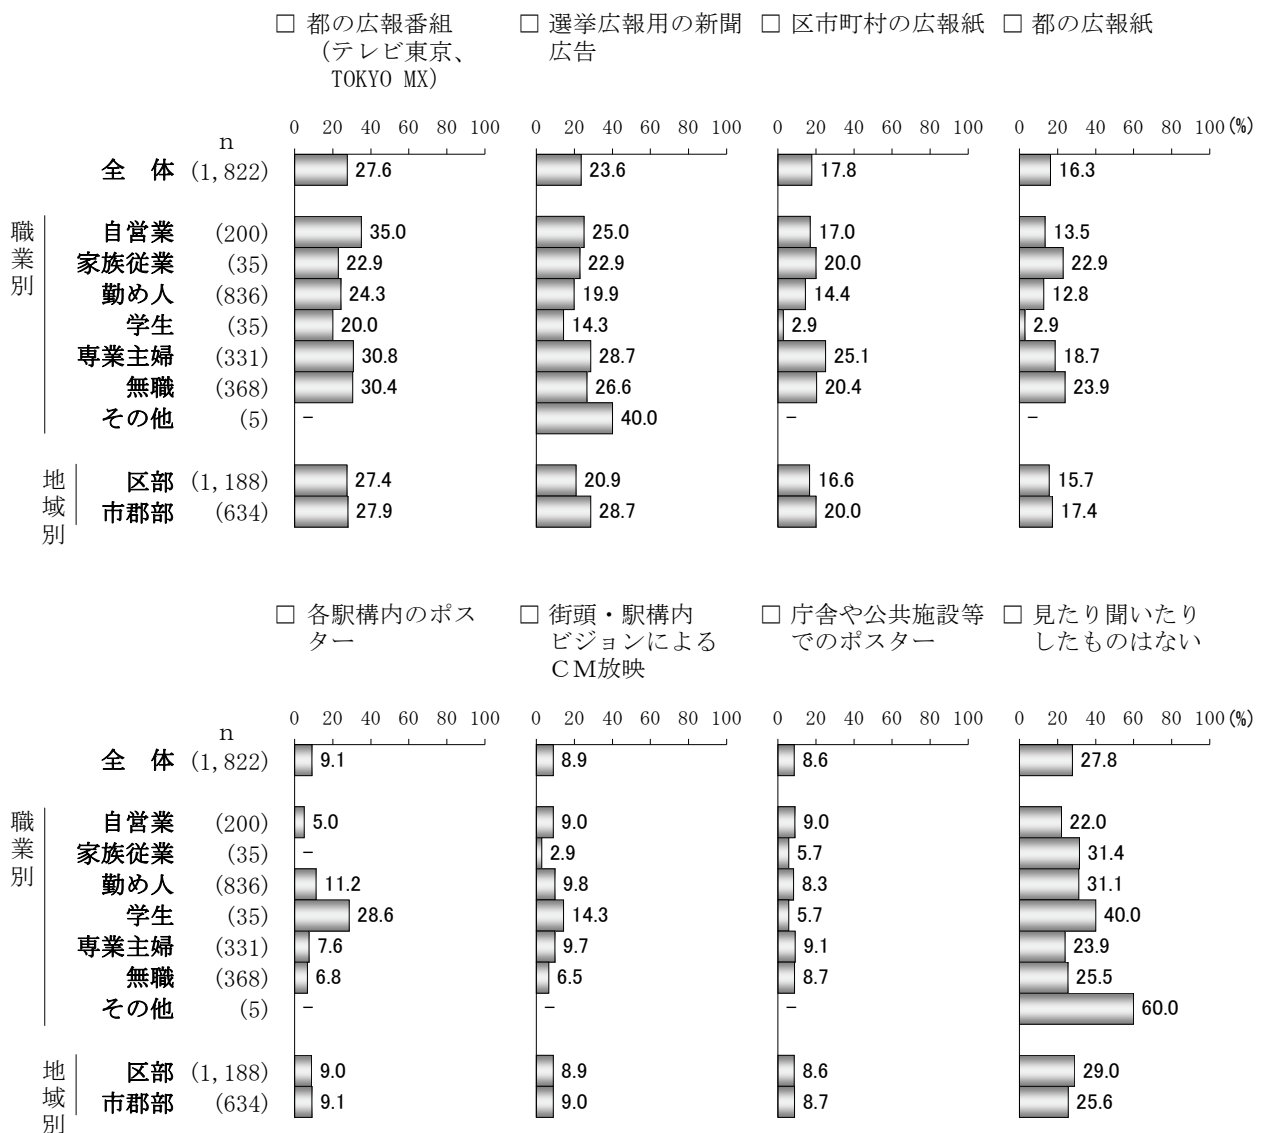 □ 都の広報番組 □ 選挙広報用の新聞 □ 区市町村の広報紙 □ 都の広報紙
（テレビ東京、 広告
TOKYO MX）
0 20 40 60 80 100 0 20 40 60 80 100 0 20 40 60 80 100 0 20 40 60 80 100 (%)
n
全　体 (1,822) 27.6 23.6 17.8 16.3
職業別
自営業 (200) 35.0 25.0 17.0 13.5
家族従業 (35) 22.9 22.9 20.0 22.9
勤め人 (836) 24.3 19.9 14.4 12.8
学生 (35) 20.0 14.3 2.9 2.9
専業主婦 (331) 30.8 28.7 25.1 18.7
無職 (368) 30.4 26.6 20.4 23.9
その他 (5) － 40.0 － －
地域別
区部 (1,188) 27.4 20.9 16.6 15.7
市郡部 (634) 27.9 28.7 20.0 17.4
□ 各駅構内のポス □ 街頭・駅構内 □ 庁舎や公共施設等 □ 見たり聞いたり
ター ビジョンによる でのポスター したものはない
ＣＭ放映
0 20 40 60 80 100 0 20 40 60 80 100 0 20 40 60 80 100 0 20 40 60 80 100 (%)
n
全　体 (1,822) 9.1 8.9 8.6 27.8
職業別
自営業 (200) 5.0 9.0 9.0 22.0
家族従業 (35) － 2.9 5.7 31.4
勤め人 (836) 11.2 9.8 8.3 31.1
学生 (35) 28.6 14.3 5.7 40.0
専業主婦 (331) 7.6 9.7 9.1 23.9
無職 (368) 6.8 6.5 8.7 25.5
その他 (5) － － － 60.0
地域別
区部 (1,188) 9.0 8.9 8.6 29.0
市郡部 (634) 9.1 9.0 8.7 25.6